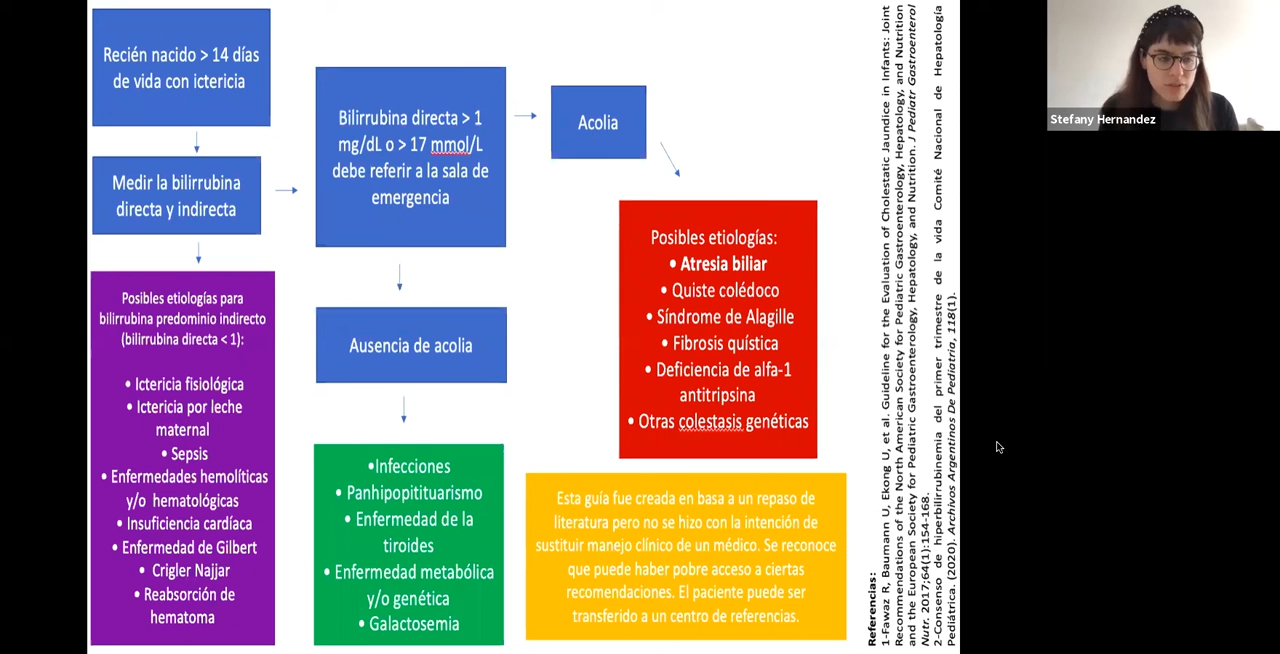 Recién nacido > 14 días
de vida con ictericia
Medir la bilirrubina
directa y indirecta
Posibles etiologías para
bilirrubina predominio indirecto
(bilirrubina directa < 1):
• Ictericia fisiológica
• Ictericia por leche
maternal
• Sepsis
• Enfermedades hemolíticas
y/o hematológicas
• Insuficiencia cardíaca
• Enfermedad de Gilbert
• Crigler Najjar
• Reabsorción de
hematoma
Bilirrubina directa > 1
mg/dL o > 17 mmol/L
debe referir a la sala de
emergencia
Ausencia de acolia
•Infecciones
• Panhipopitituarismo
• Enfermedad de la
tiroides
• Enfermedad metabólica
y/o genética
• Galactosemia
Acolia
Posibles etiologías:
• Atresia biliar
• Quiste colédoco
• Síndrome de Alagille
• Fibrosis quística
• Deficiencia de alfa-1
antitripsina
• Otras colestasis genéticas
Esta guía fue creada en basa a un repaso de
literatura pero no se hizo con la intención de
sustituir manejo clínico de un médico. Se reconoce
que puede haber pobre acceso a ciertas
recomendaciones. El paciente puede ser
transferido a un centro de referencias.
Referencias:
1-Fawaz R, Baumann U, Ekong U, et al. Guideline for the Evaluation of Cholestatic Jaundice in Infants: Joint
Recommendations of the North American Society for Pediatric Gastroenterology, Hepatology, and Nutrition
and the European Society for Pediatric Gastroenterology, Hepatology, and Nutrition. J Pediatr Gastroenterol
Nutr. 2017;64(1):154-168.
2-Consenso de hiperbilirrubinemia del primer trimestre de la vida Comité Nacional de Hepatología
Pediátrica. (2020). Archivos Argentinos De Pediatria, 118(1).
Stefany Hernandez